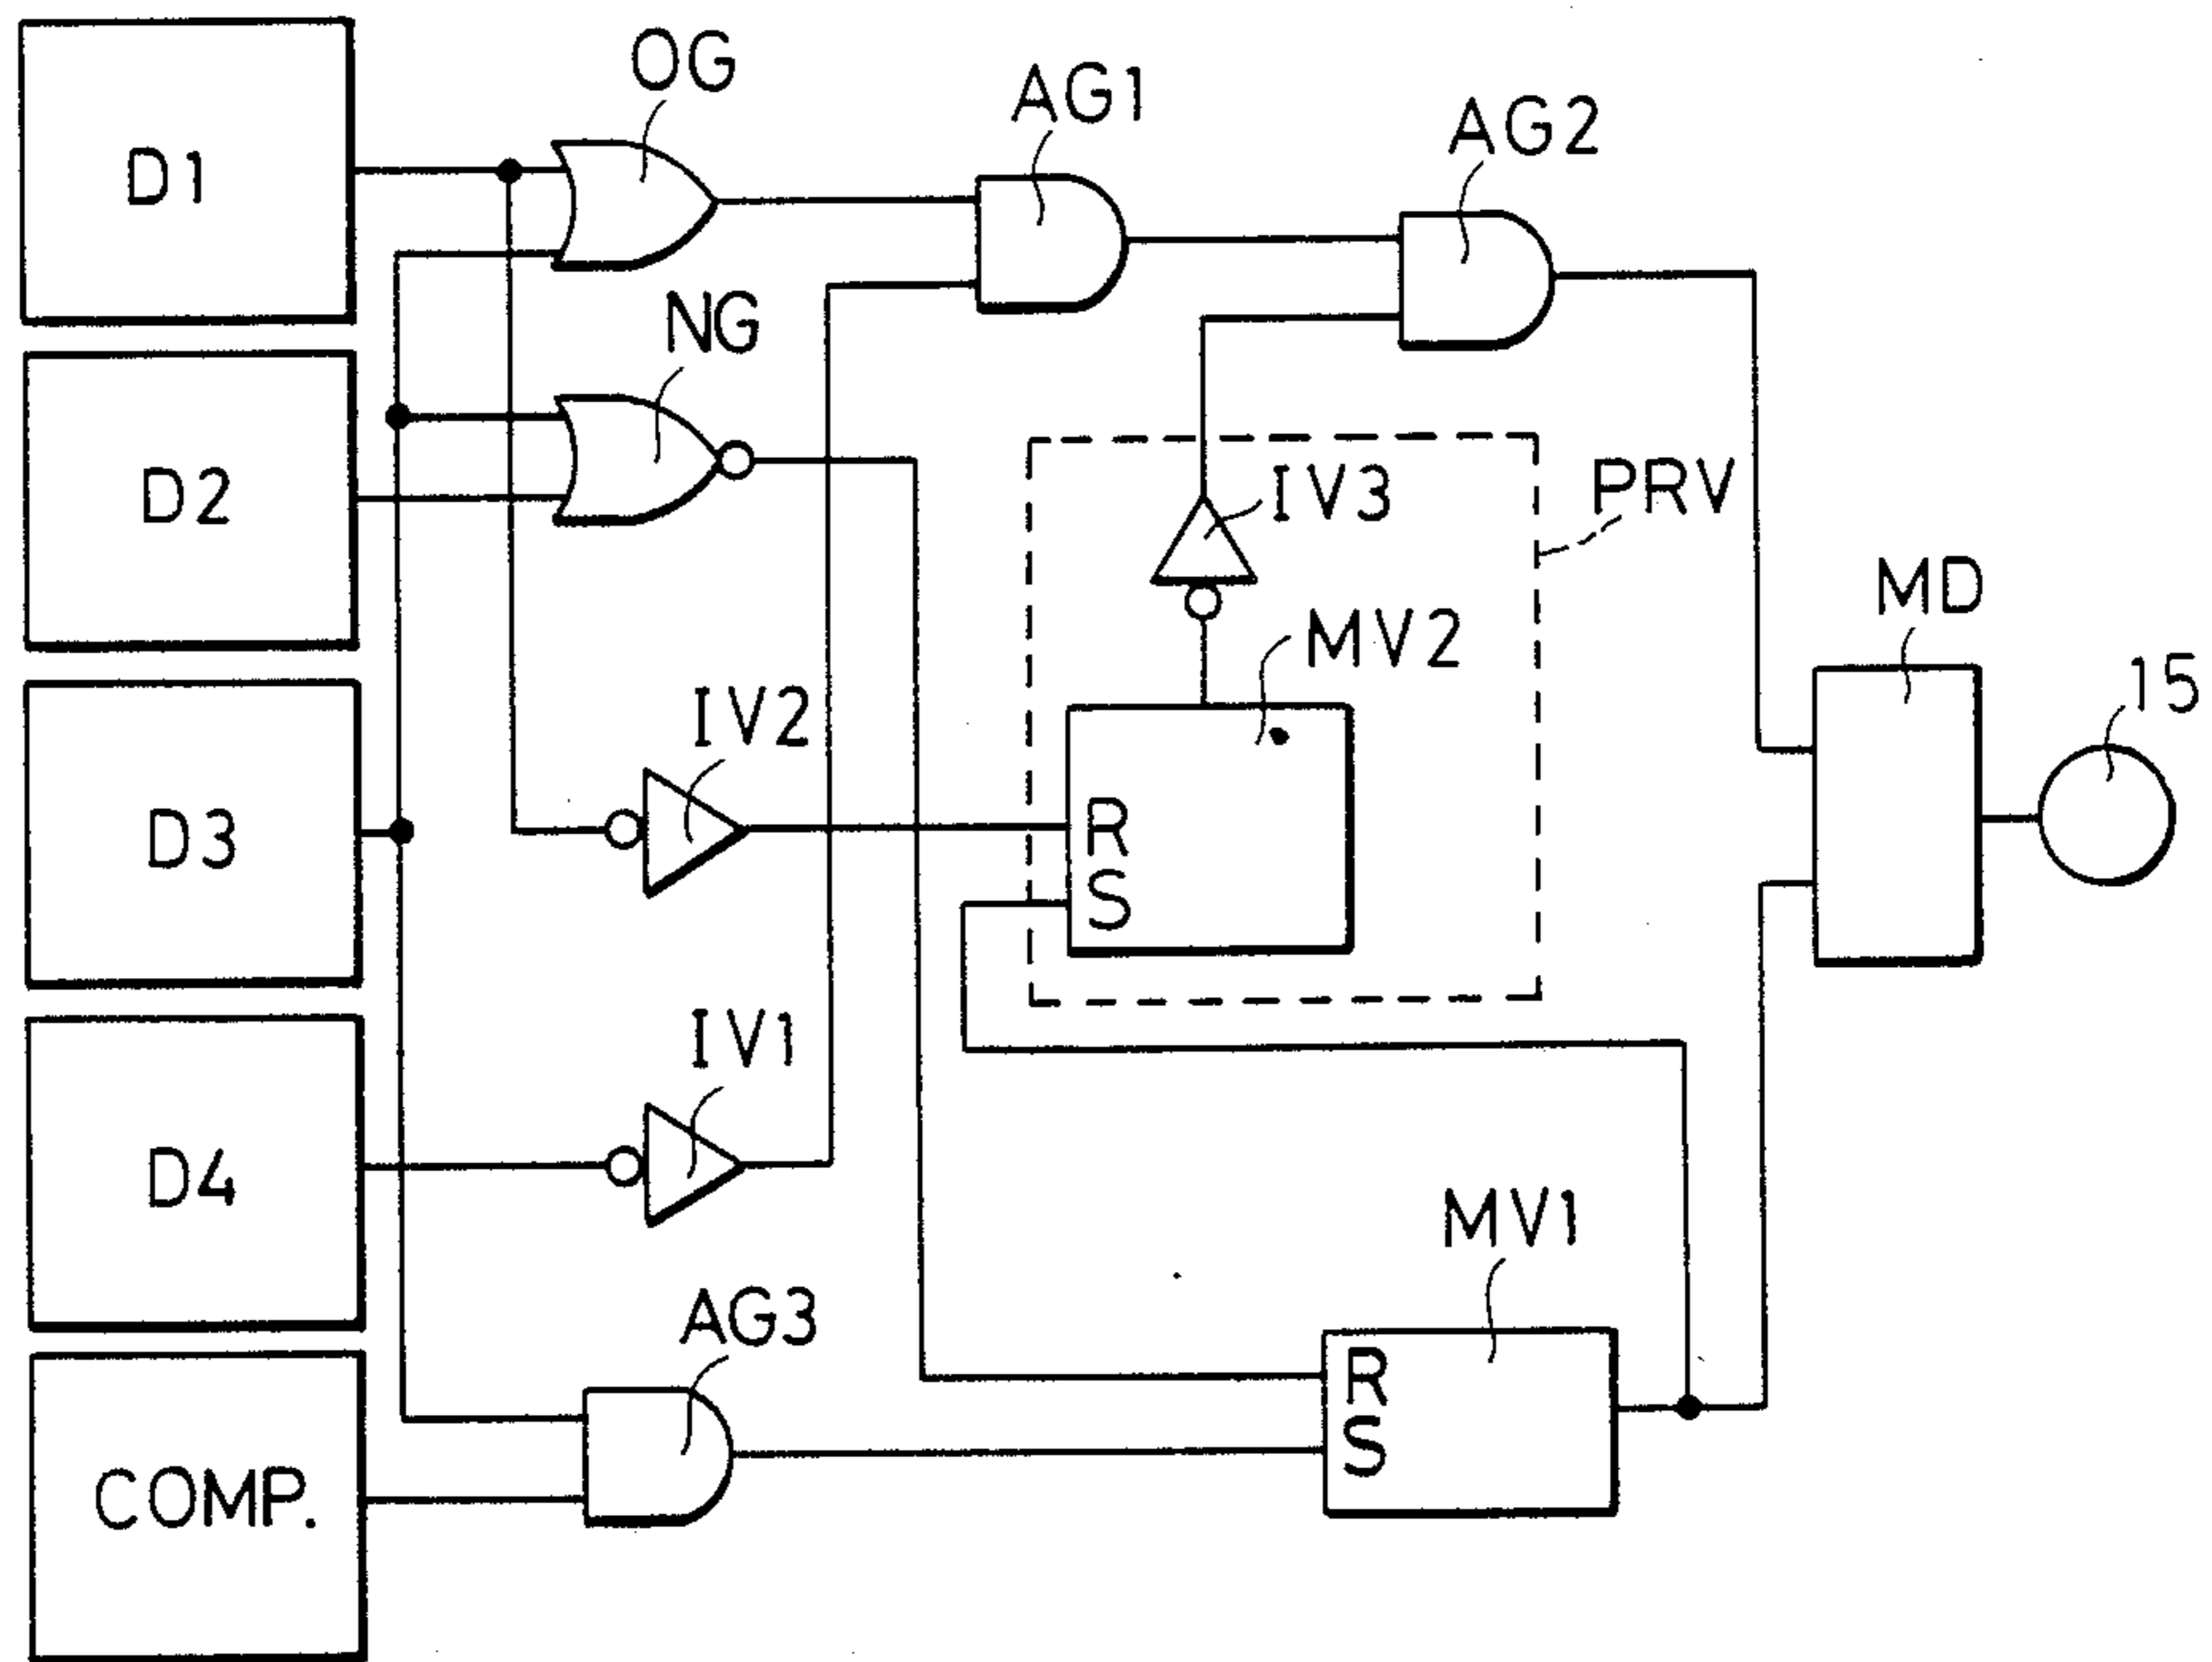 OG
AG1
AG2
D1
NG
D2
IV3
PRV
MD
MV2
15
IV2
D3
R
S
IV1
D4
MV1
AG3
R
S
COMP.